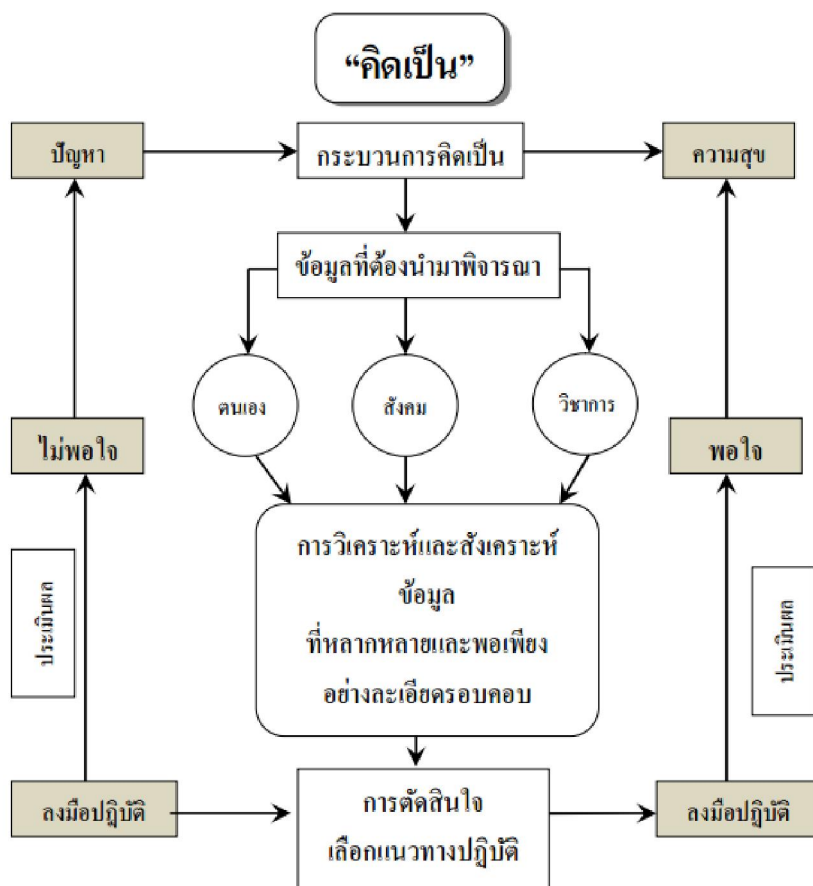 “คิดเป็น”
ปัญหา
กระบวนการคิดเป็น
ความสุข
ข้อมูลที่ต้องนำมาพิจารณา
ตนเอง
สังคม
วิชาการ
ไม่พอใจ
พอใจ
การวิเคราะห์และสังเคราะห์
ข้อมูล
ที่หลากหลายและพอเพียง
อย่างละเอียดรอบคอบ
ประเมินผล
ประเมินผล
ลงมือปฏิบัติ
การตัดสินใจ
เลือกแนวทางปฏิบัติ
ลงมือปฏิบัติ